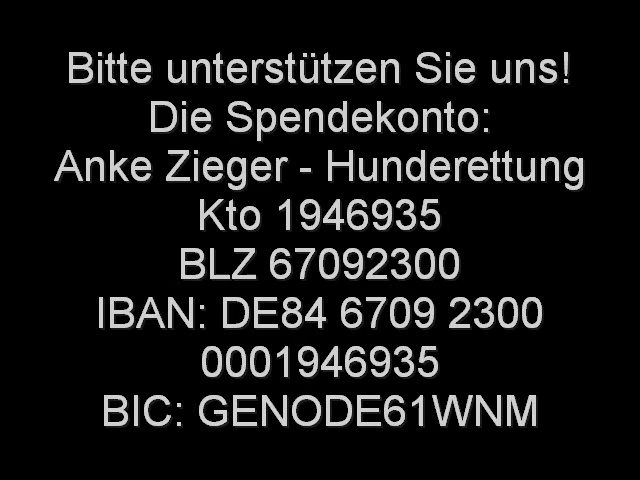 Bitte unterstützen Sie uns!
Die Spendekonto:
Anke Zieger - Hunderettung
Kto 1946935
BLZ 67092300
IBAN: DE84 6709 2300
0001946935
BIC: GENODE61WNM